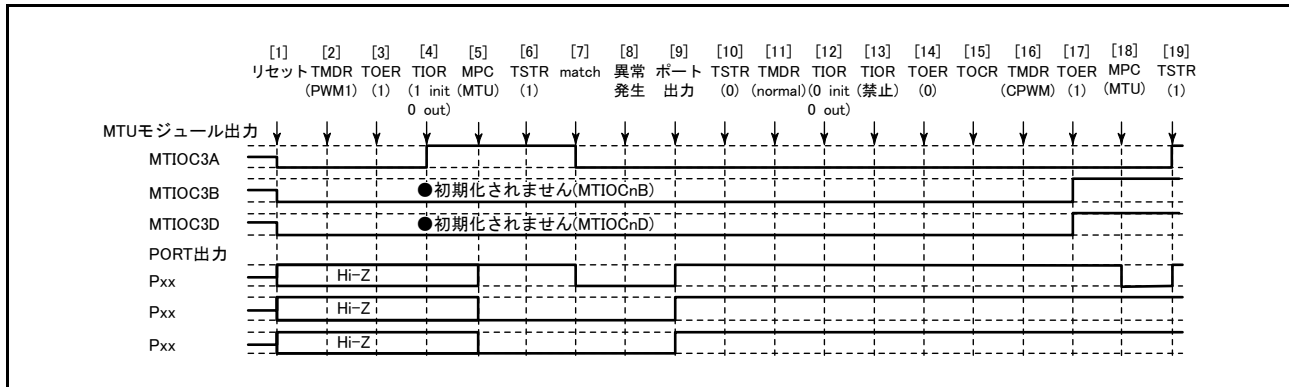 [1] [2] [3] [4] [5] [6] [7] [8] [9] [10] [11] [12] [13] [14] [15] [16] [17] [18] [19]
リセット TMDR TOER TIOR MPC TSTR match 異常 ポート TSTR TMDR TIOR TIOR TOER TOCR TMDR TOER MPC TSTR
(PWM1) (1) (1 init (MTU) (1) 発生 出力 (0) (normal) (0 init (禁止) (0) (CPWM) (1) (MTU) (1)
0 out) 0 out)
MTUモジュール出力
MTIOC3A
MTIOC3B ●初期化されません(MTIOCnB)
MTIOC3D ●初期化されません(MTIOCnD)
PORT出力
Pxx Hi-Z
Pxx Hi-Z
Pxx Hi-Z